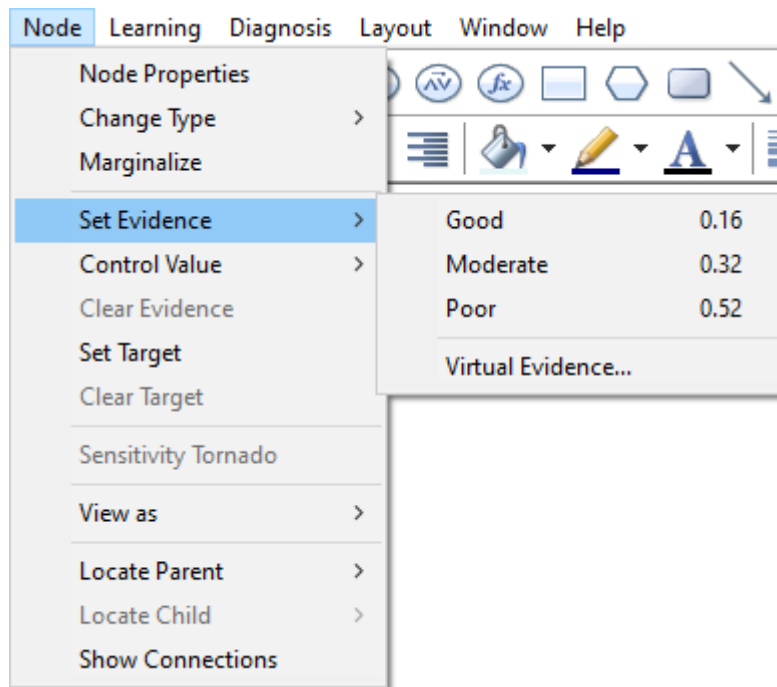 Node Learning Diagnosis Layout Window Help
Node Properties
Change Type
Marginalize
Set Evidence
Good 0.16
Moderate 0.32
Poor 0.52
Virtual Evidence...
Control Value
Clear Evidence
Set Target
Clear Target
Sensitivity Tornado
View as
Locate Parent
Locate Child
Show Connections